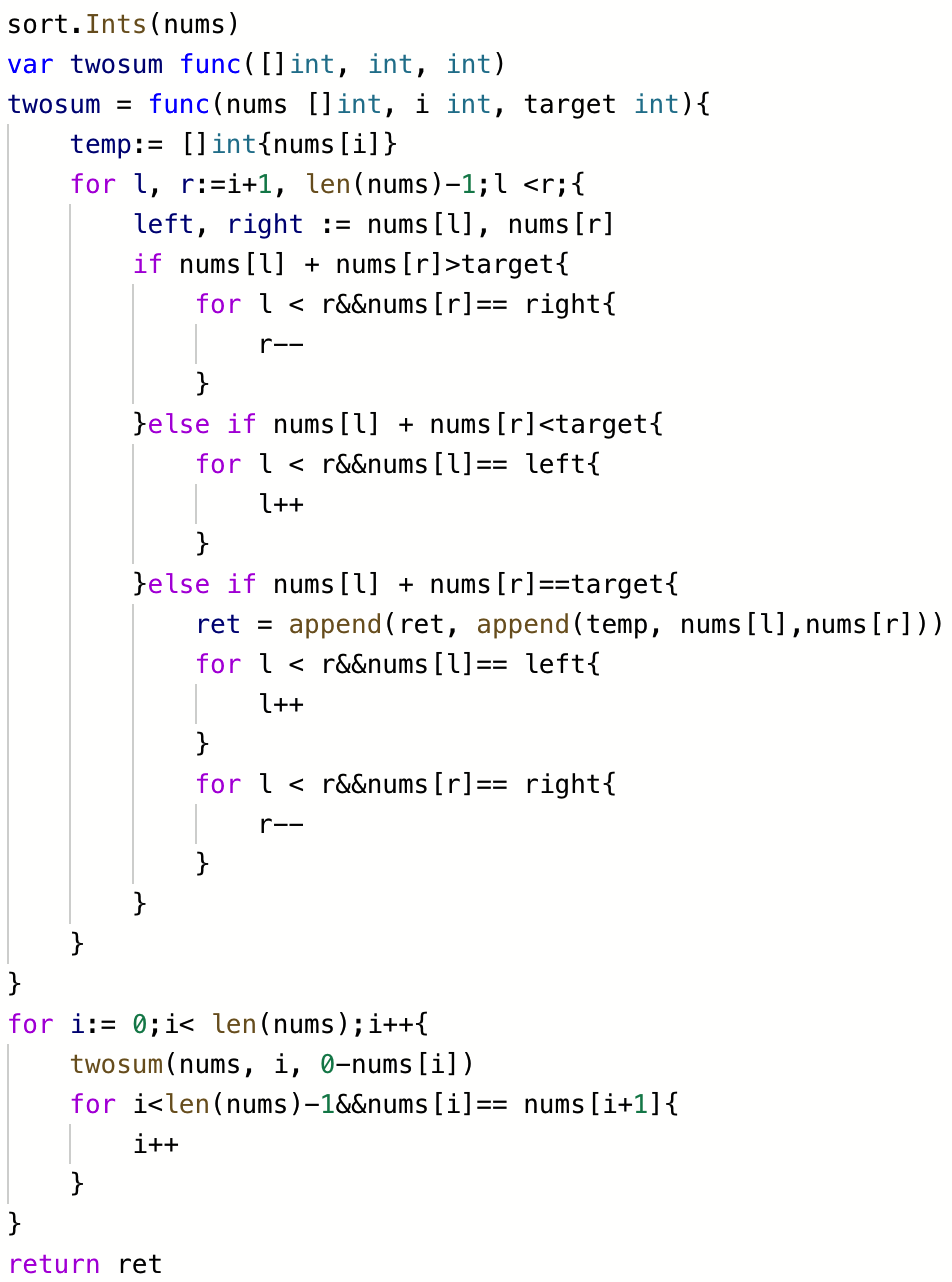 sort.Ints(nums)
var twosum func([]int, int, int)
twosum = func(nums []int, i int, target int){
    temp:= []int{nums[i]}
    for l, r:=i+1, len(nums)-1;l <r;{
        left, right := nums[l], nums[r]
        if nums[l] + nums[r]>target{
            for l < r&&nums[r]== right{
                r--
            }
        }else if nums[l] + nums[r]<target{
            for l < r&&nums[l]== left{
                l++
            }
        }else if nums[l] + nums[r]==target{
            ret = append(ret, append(temp, nums[l],nums[r]))
            for l < r&&nums[l]== left{
                l++
            }
            for l < r&&nums[r]== right{
                r--
            }
        }
    }
}
for i:= 0;i< len(nums);i++{
    twosum(nums, i, 0-nums[i])
    for i<len(nums)-1&&nums[i]== nums[i+1]{
        i++
    }
}
return ret